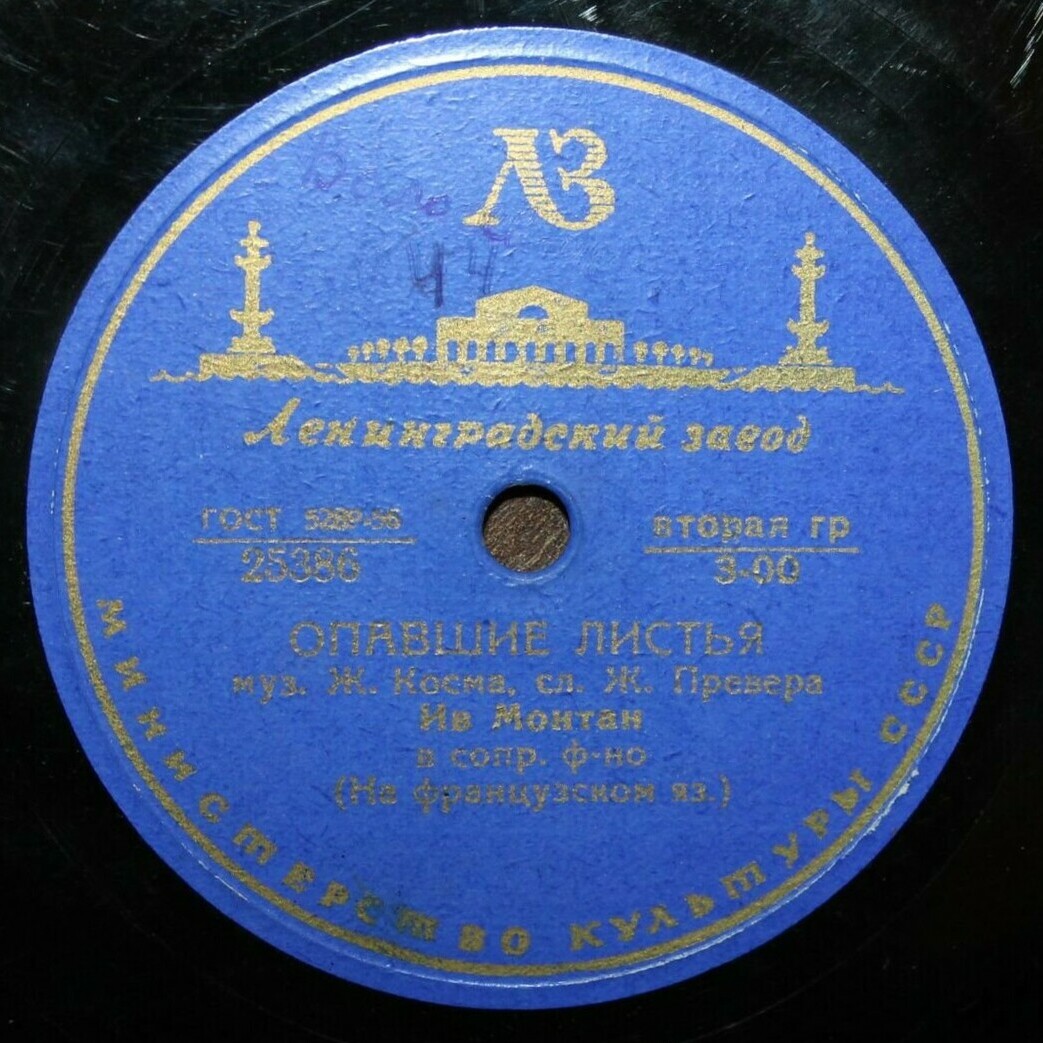 ЛЗ
44
Ленинградский завод
ГОСТ 5289-56
25386
вторая гр
3-00
ОПАВШИЕ ЛИСТЬЯ
муз. Ж. Косма, сл. Ж. Превера
Ив Монтан
в сопр. ф-но
(На французском яз.)
МИНИСТЕРСТВО КУЛЬТУРЫ СССР